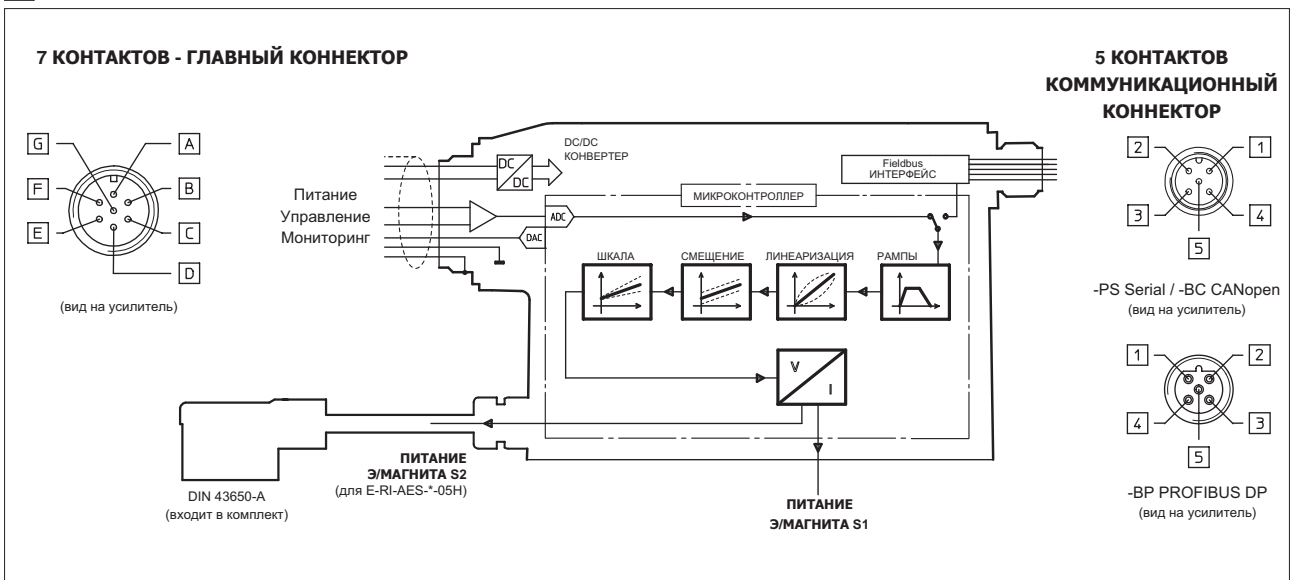 7 КОНТАКТОВ - ГЛАВНЫЙ КОННЕКТОР
G
A
F
B
E
C
D
(вид на усилитель)
Питание
Управление
Мониторинг
DC
DC
DC/DC
КОНВЕРТЕР
Fieldbus
ИНТЕРФЕЙС
МИКРОКОНТРОЛЛЕР
ADC
DAC
ШКАЛА
СМЕЩЕНИЕ
ЛИНЕАРИЗАЦИЯ
РАМПЫ
V
I
ПИТАНИЕ
Э/МАГНИТА S2
(для E-RI-AES-*-05H)
DIN 43650-A
(входит в комплект)
ПИТАНИЕ
Э/МАГНИТА S1
5 КОНТАКТОВ
КОММУНИКАЦИОННЫЙ
КОННЕКТОР
2
1
3
4
5
-PS Serial / -BC CANopen
(вид на усилитель)
1
2
4
3
5
-BP PROFIBUS DP
(вид на усилитель)